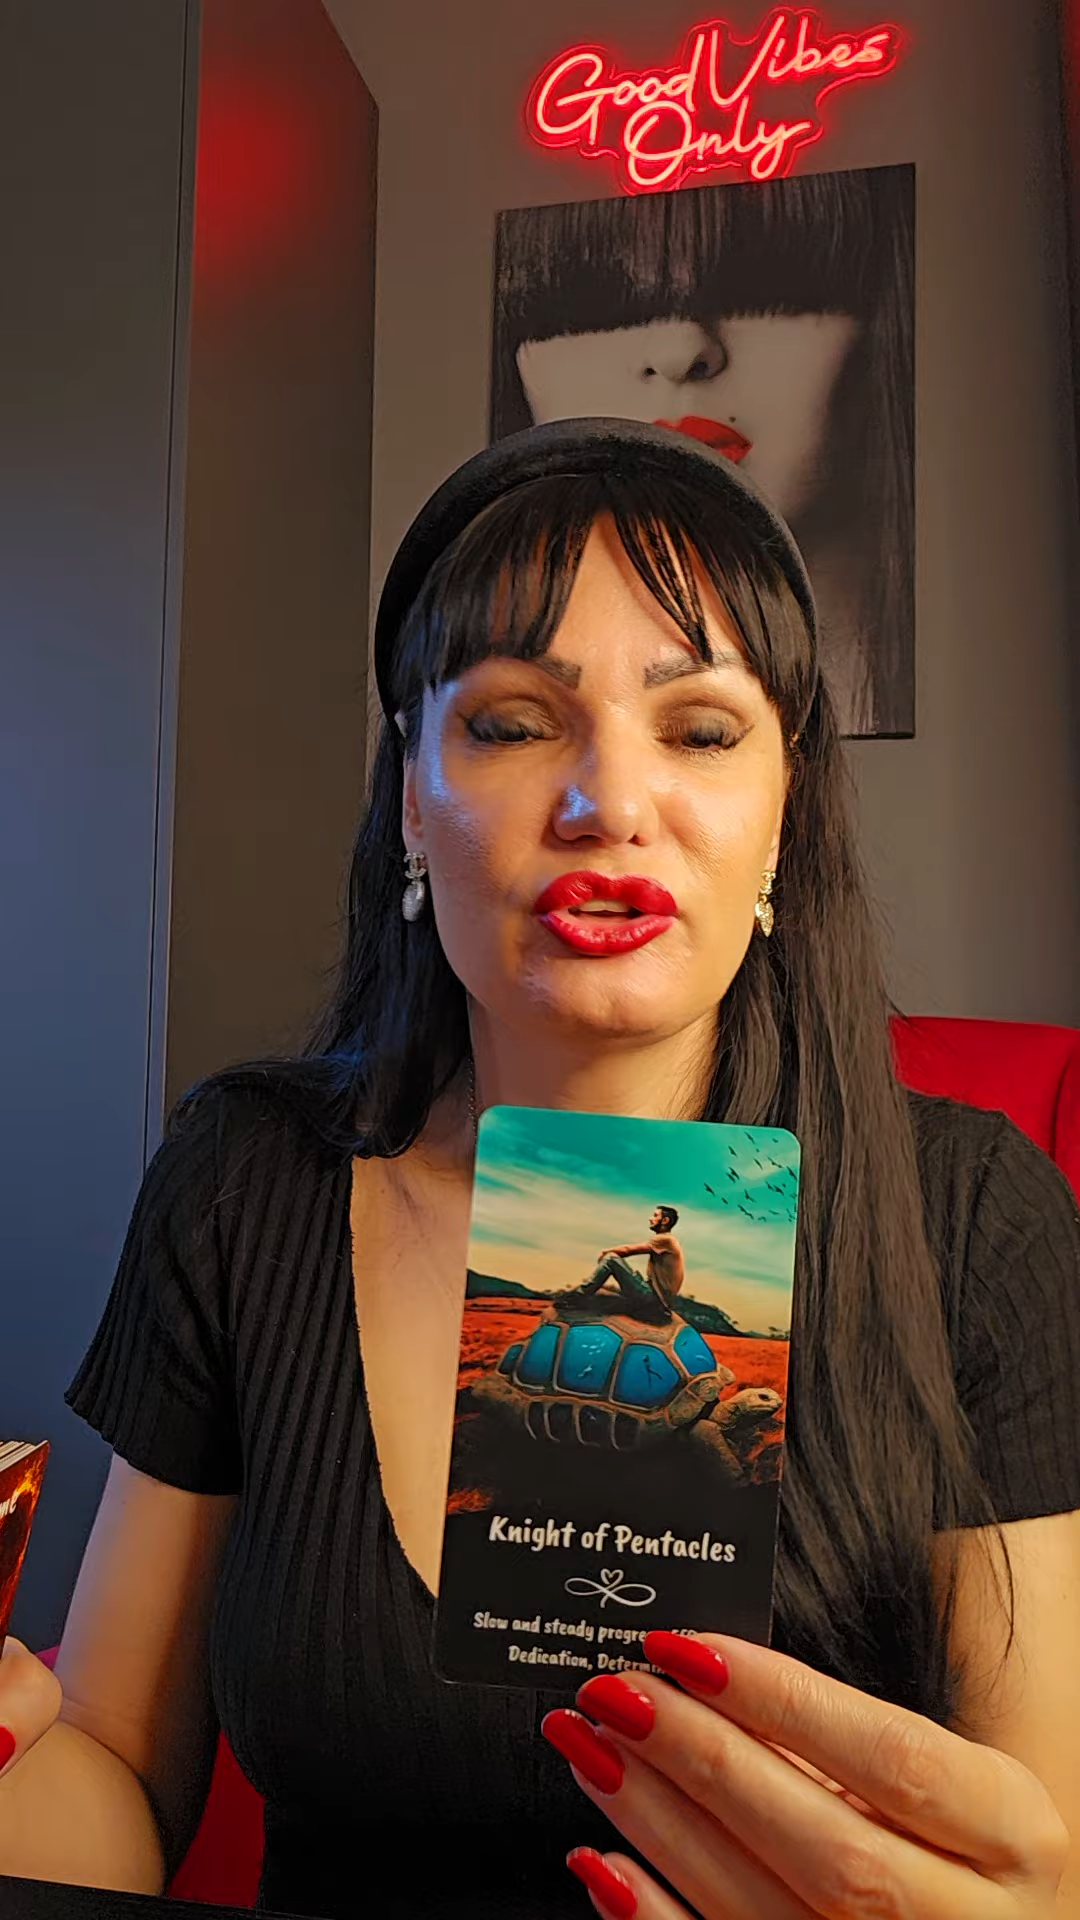 Good Vibes
Only
Knight of Pentacles
Slow and steady
Dedication,